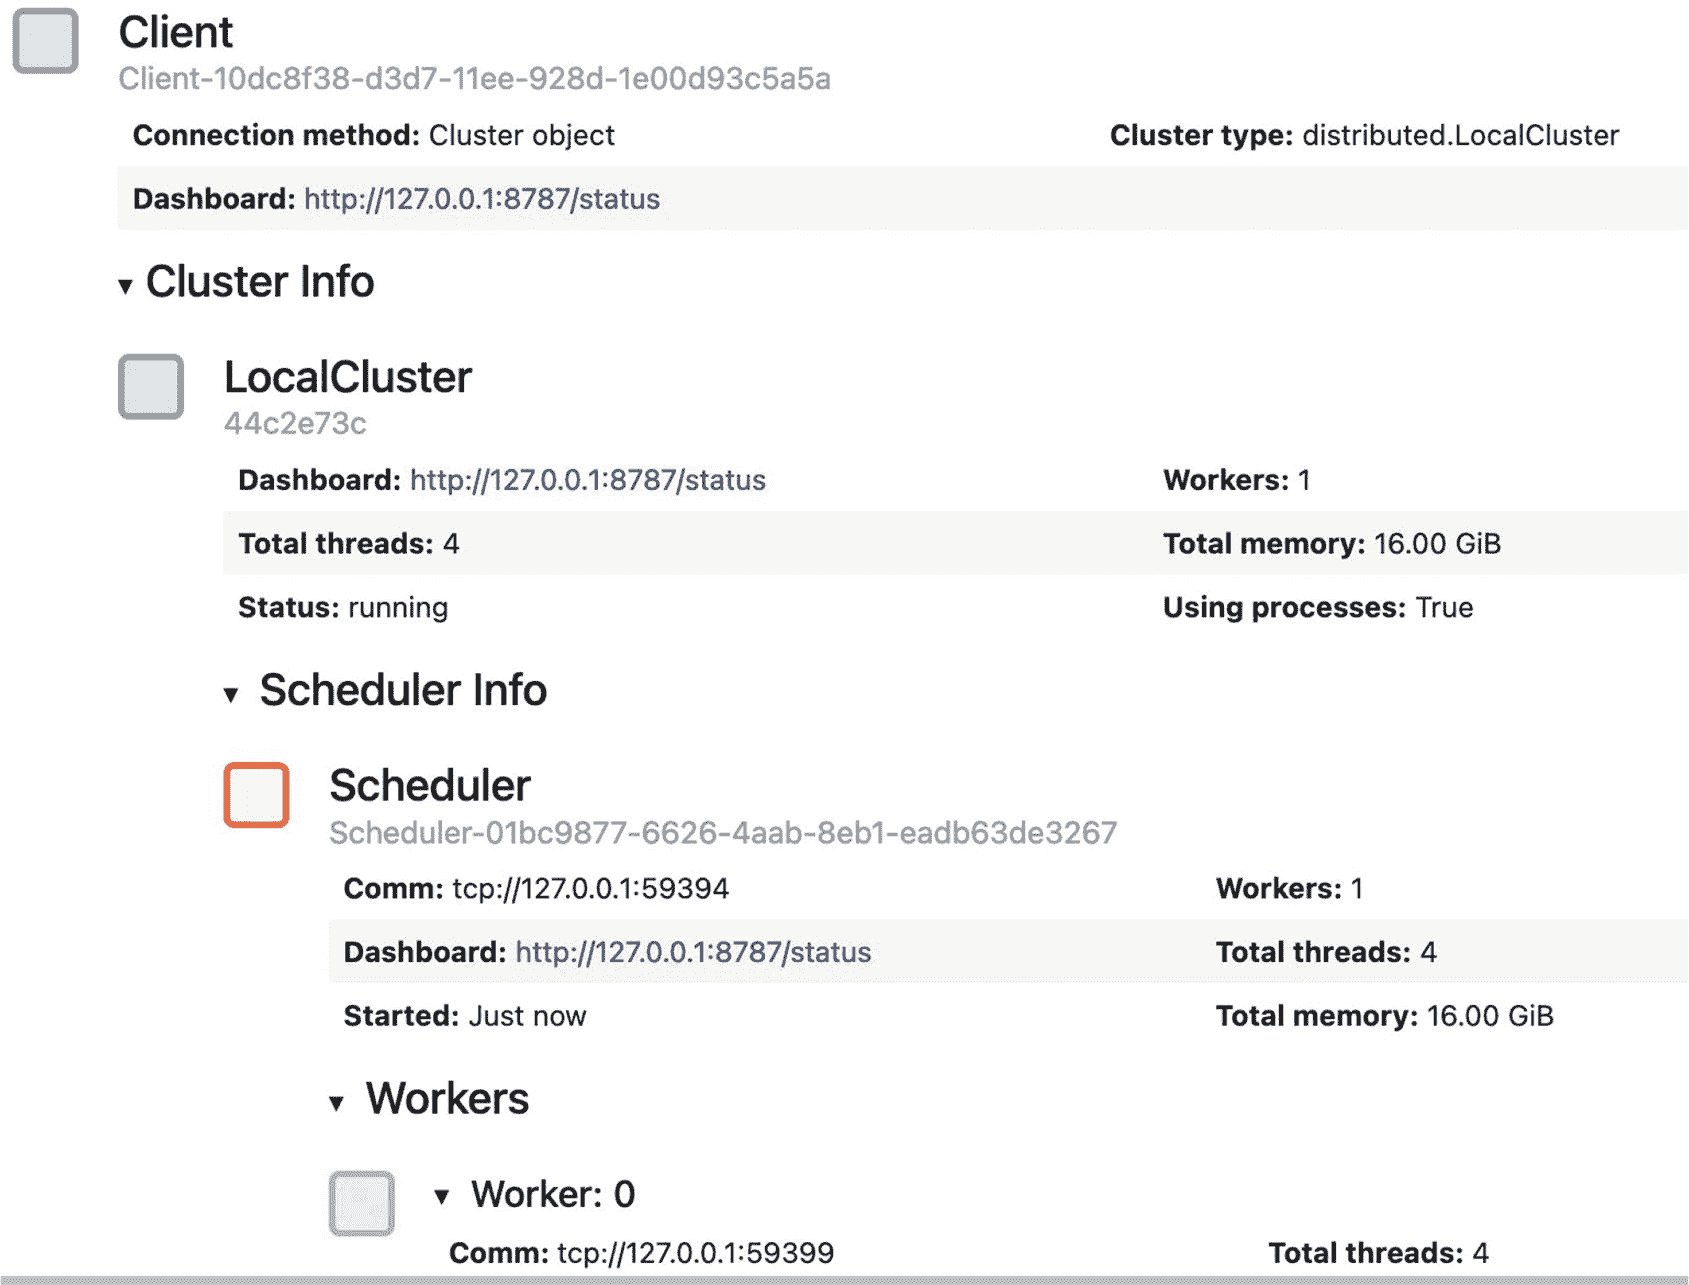 Client
Client-10dc8f38-d3d7-11ee-928d-1e00d93c5a5a
Connection method: Cluster object Cluster type: distributed.LocalCluster
Dashboard: http://127.0.0.1:8787/status
▾ Cluster Info
LocalCluster
44c2e73c
Dashboard: http://127.0.0.1:8787/status Workers: 1
Total threads: 4 Total memory: 16.00 GiB
Status: running Using processes: True
▾ Scheduler Info
Scheduler
Scheduler-01bc9877-6626-4aab-8eb1-eadb63de3267
Comm: tcp://127.0.0.1:59394 Workers: 1
Dashboard: http://127.0.0.1:8787/status Total threads: 4
Started: Just now Total memory: 16.00 GiB
▾ Workers
▾ Worker: 0
Comm: tcp://127.0.0.1:59399 Total threads: 4